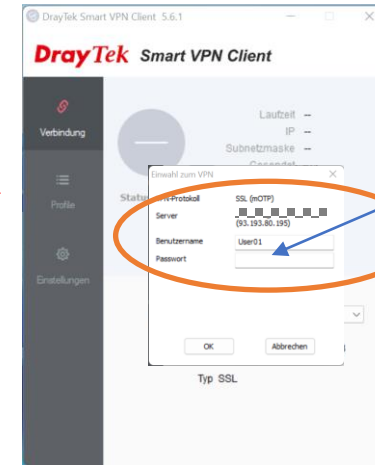 DrayTek Smart VPN Client 5.6.1
DrayTek Smart VPN Client
Verbindung
Laufzeit –
IP –
Subnetzmaske –
Einwahl zum VPN
Profile
VPN-Protokoll SSL (mOTP)
Server
(93.193.80.195)
Benutzername User01
Passwort
Einstellungen
OK Abbrechen
Typ SSL